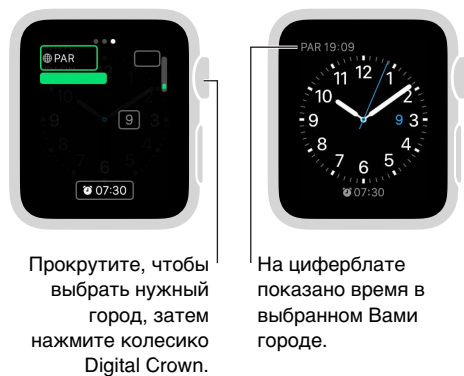 PAR
9
07:30
PAR 19:09
12
11
1
10
2
9
9
3
8
4
7
5
6
07:30
Прокрутите, чтобы
выбрать нужный
город, затем
нажмите колесико
Digital Crown.
На циферблате
показано время в
выбранном Вами
городе.